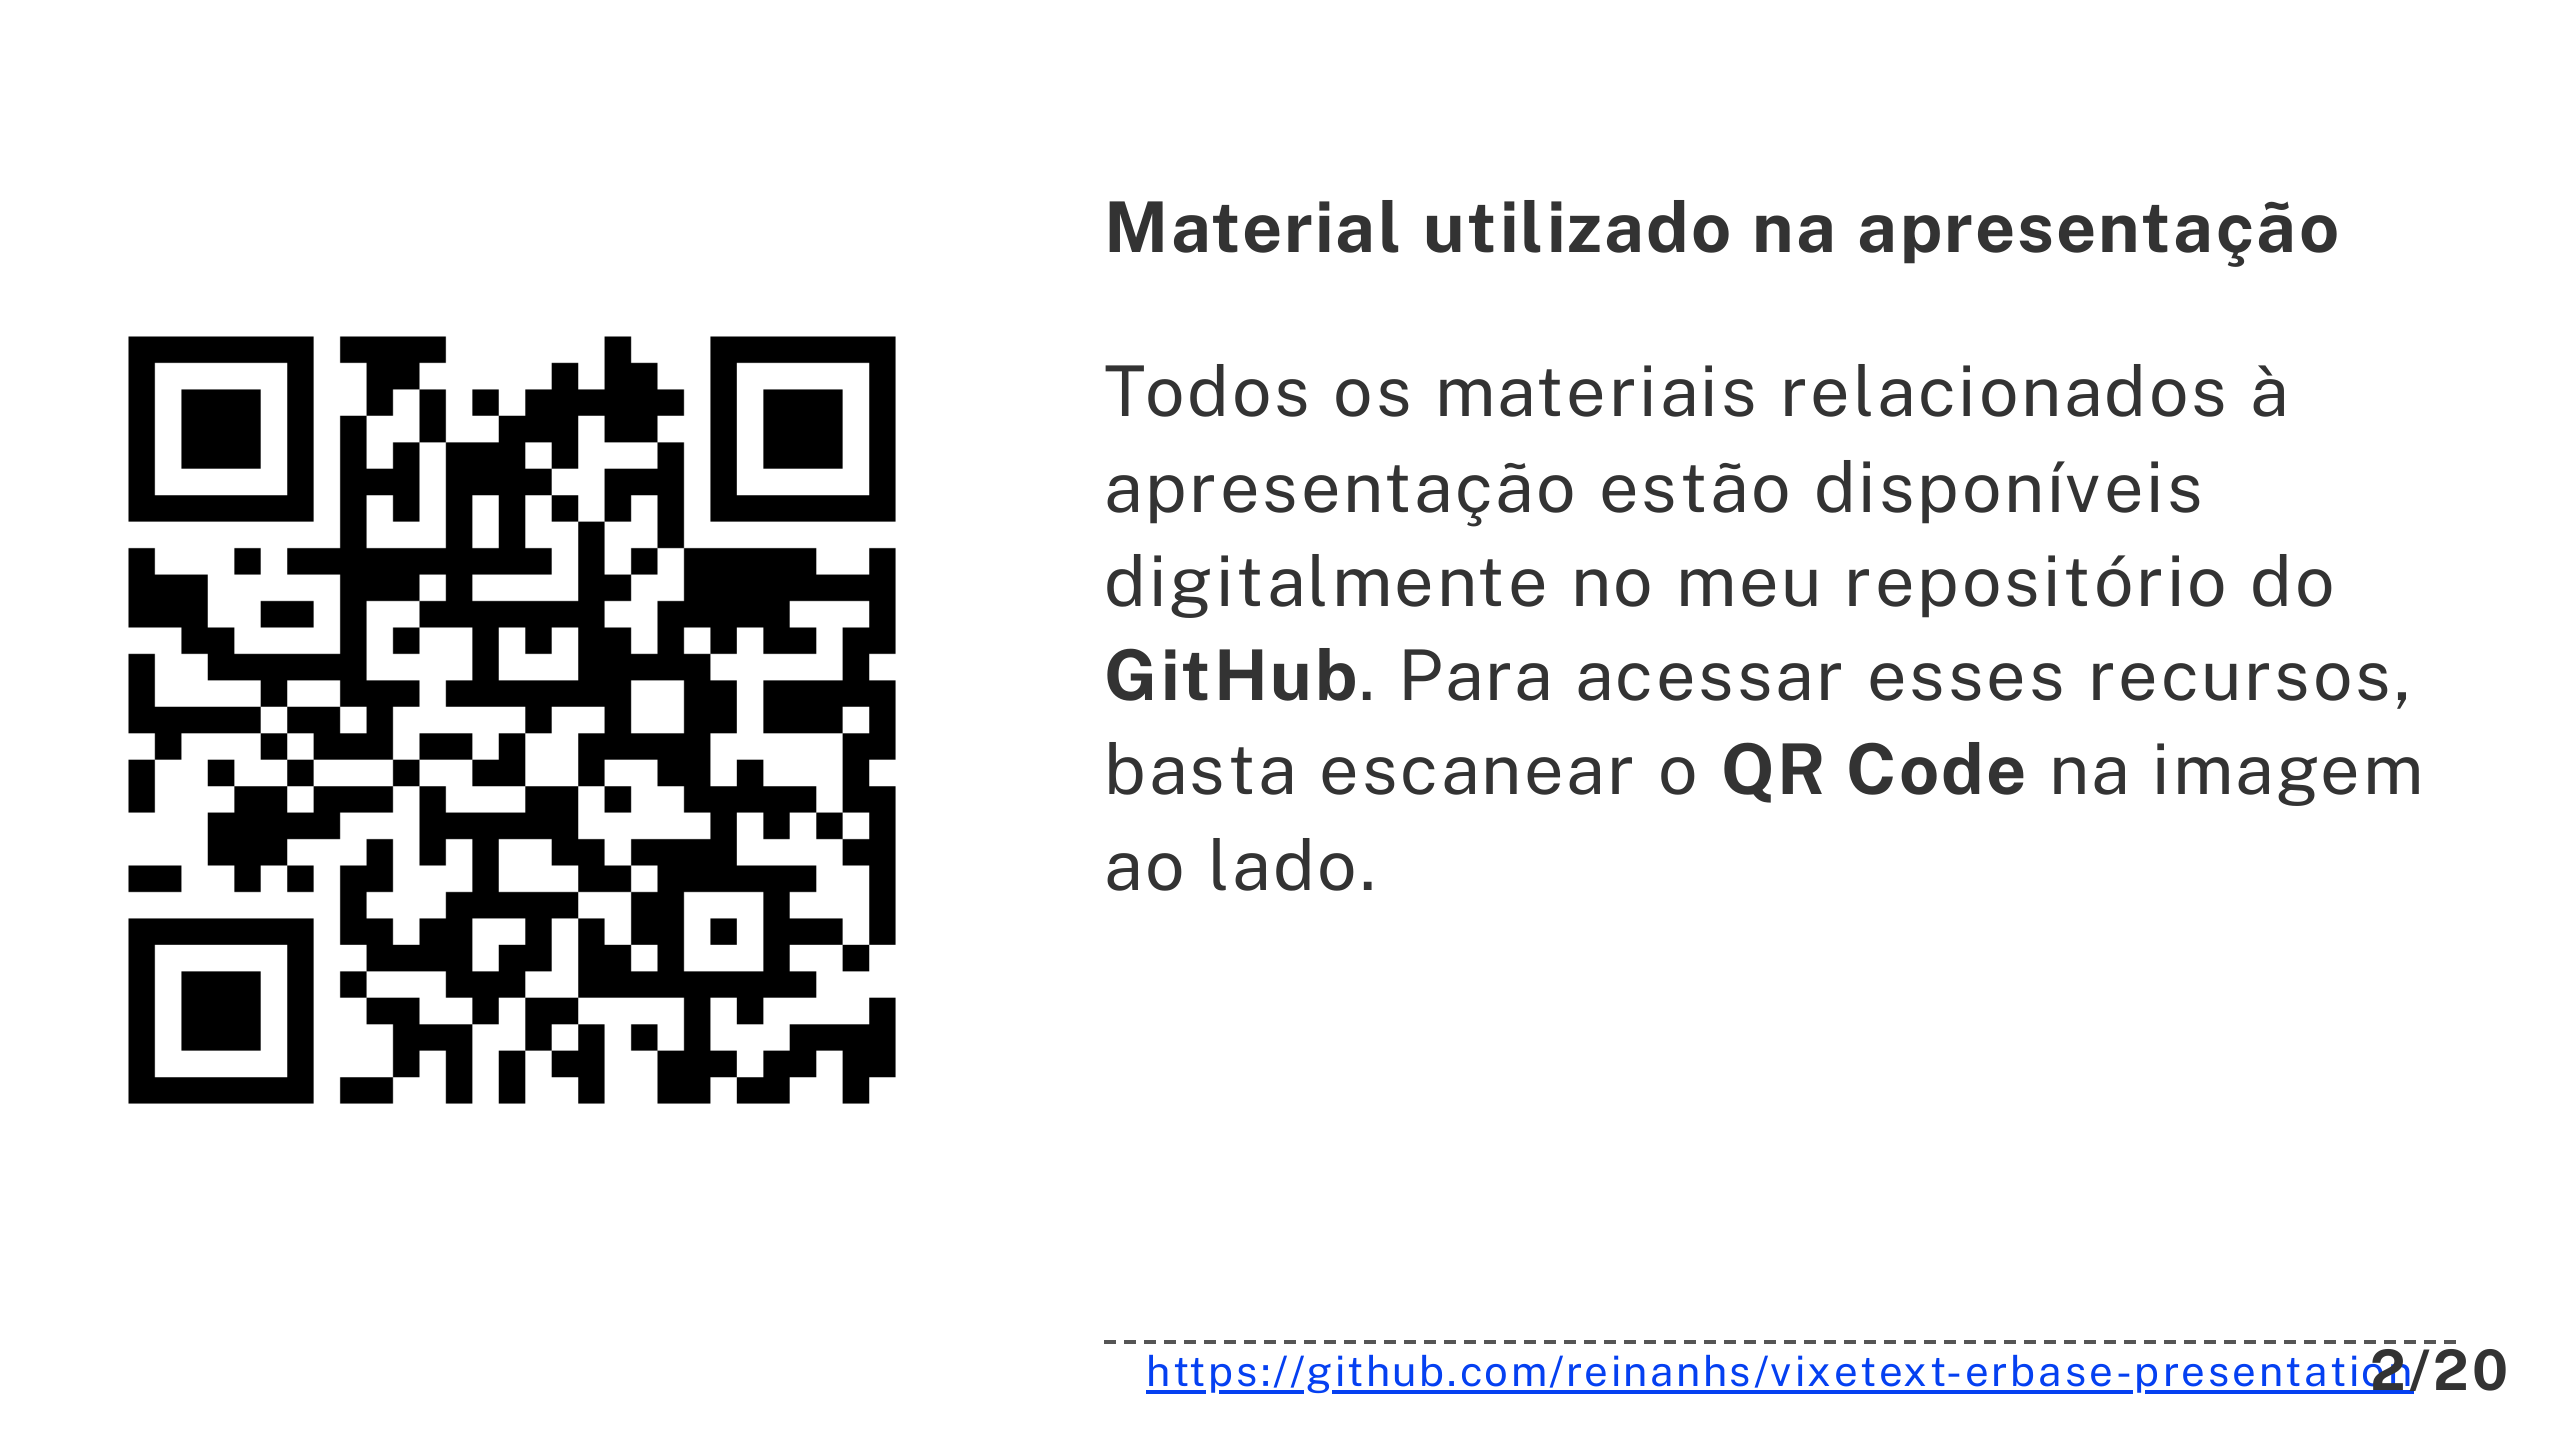 Material utilizado na apresentação
Todos os materiais relacionados à
apresentação estão disponíveis
digitalmente no meu repositório do
GitHub. Para acessar esses recursos,
basta escanear o QR Code na imagem
ao lado.
https://github.com/reinanhs/vixetext-erbase-presentation
2/20